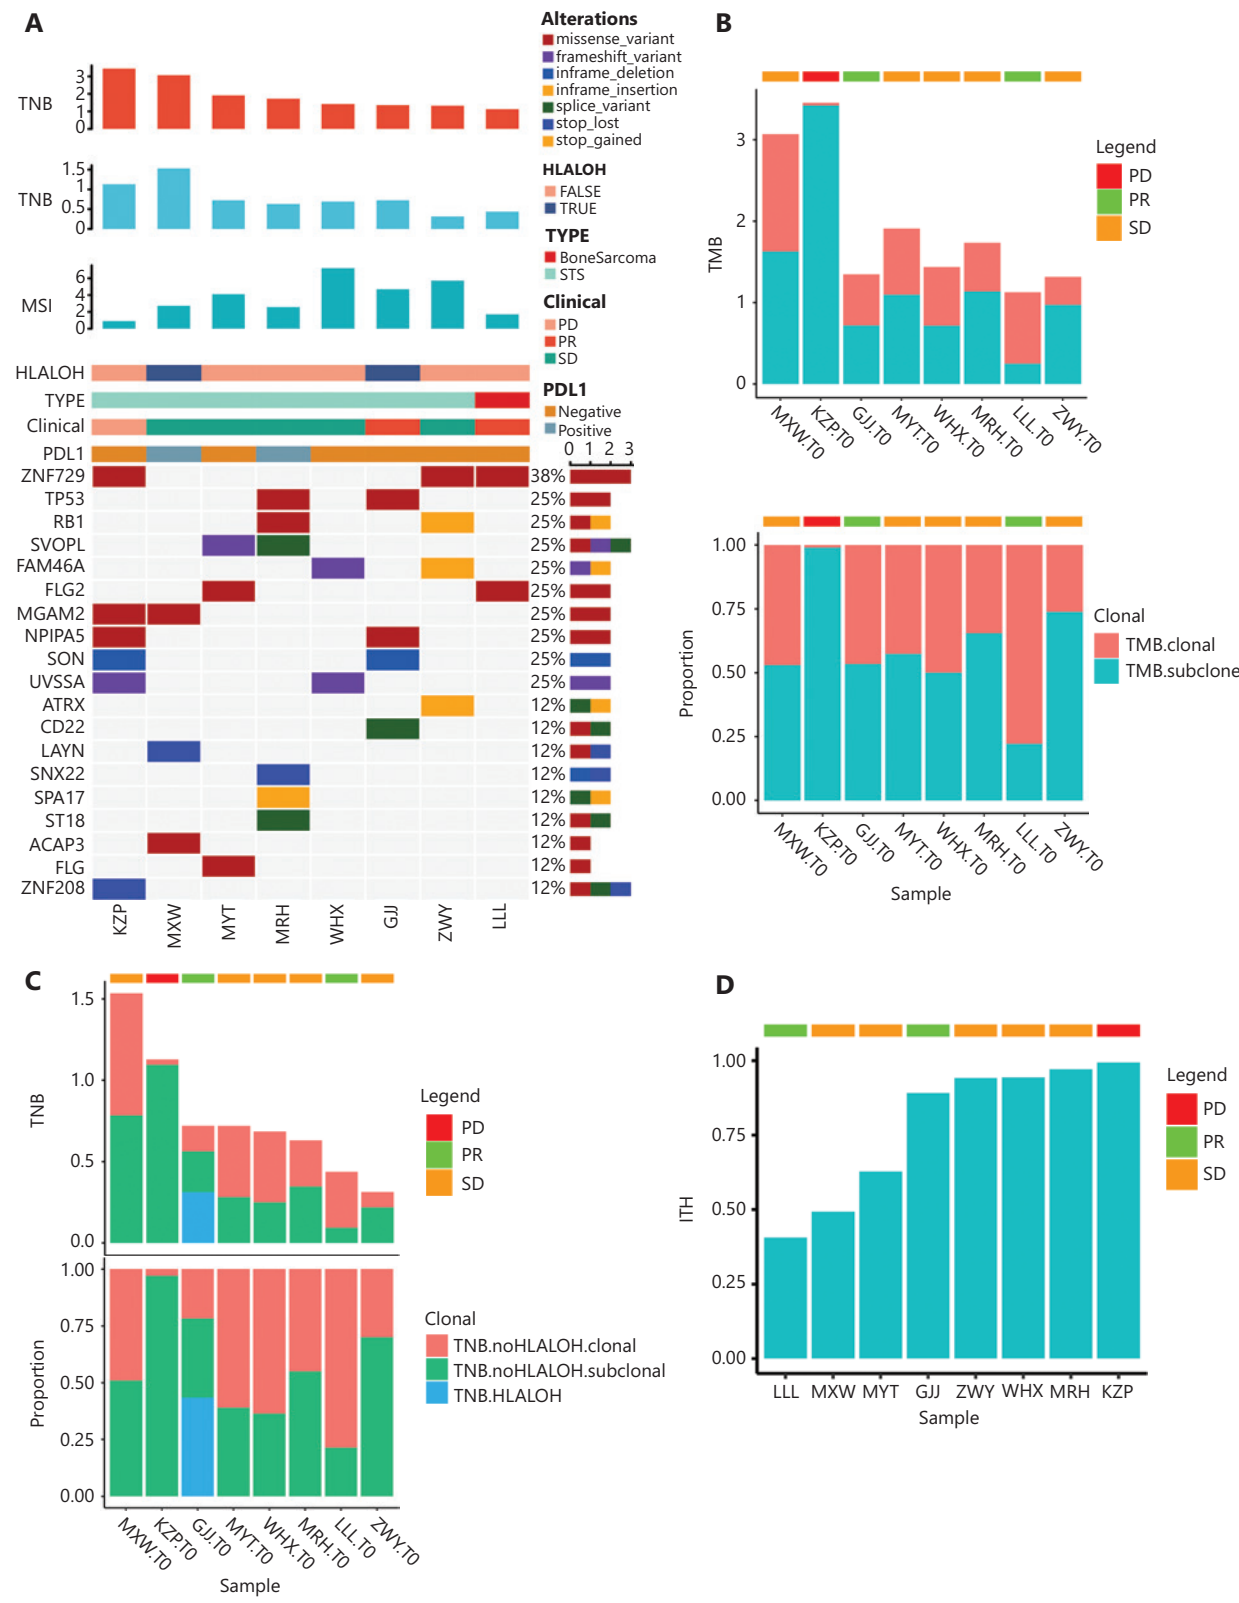 A
TNB
3
2
1
0
TNB
1.5
1
0.5
0
MSI
6
4
2
0
HLALOH
TYPE
Clinical
PDL1
ZNF729
TP53
RB1
SVOPL
FAM46A
FLG2
MGAM2
NPIPA5
SON
UVSSA
ATRX
CD22
LAYN
SNX22
SPA17
ST18
ACAP3
FLG
ZNF208
KZP
MXW
MYT
MRH
WHX
GJJ
ZWY
LLL
Alterations
missense_variant
frameshift_variant
inframe_deletion
inframe_insertion
splice_variant
stop_lost
stop_gained
HLALOH
FALSE
TRUE
TYPE
BoneSarcoma
STS
Clinical
PD
PR
SD
PDL1
Negative
Positive
0 1 2 3
38%
25%
25%
25%
25%
25%
25%
25%
25%
25%
12%
12%
12%
12%
12%
12%
12%
12%
12%
B
TMB
3
2
1
0
MXW.T0
KZP.T0
GJJ.T0
MYT.T0
WHX.T0
MRH.T0
LLL.T0
ZWY.T0
Legend
PD
PR
SD
Proportion
1.00
0.75
0.50
0.25
0.00
MXW.T0
KZP.T0
GJJ.T0
MYT.T0
WHX.T0
MRH.T0
LLL.T0
ZWY.T0
Sample
Clonal
TMB.clonal
TMB.subclone
C
TNB
1.5
1.0
0.5
0.0
Legend
PD
PR
SD
Proportion
1.00
0.75
0.50
0.25
0.00
MXW.T0
KZP.T0
GJJ.T0
MYT.T0
WHX.T0
MRH.T0
LLL.T0
ZWY.T0
Sample
Clonal
TNB.noHLALOH.clonal
TNB.noHLALOH.subclonal
TNB.HLALOH
D
ITH
1.00
0.75
0.50
0.25
0.00
LLL MXW MYT GJJ ZWY WHX MRH KZP
Sample
Legend
PD
PR
SD